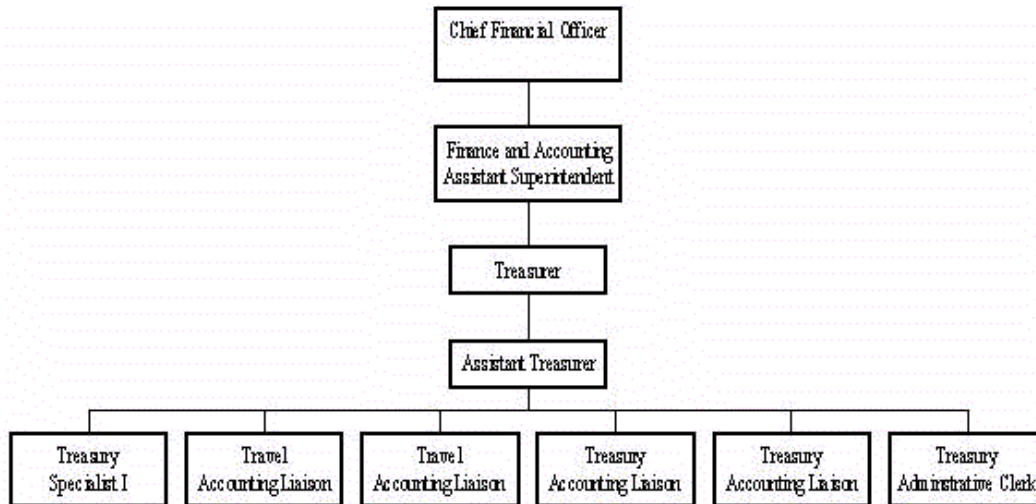 Chief Financial Officer
Finance and Accounting
Assistant Superintendent
Treasurer
Assistant Treasurer
Treasury
Specialist I
Travel
Accounting Liaison
Travel
Accounting Liaison
Treasury
Accounting Liaison
Treasury
Accounting Liaison
Treasury
Adminstrative Clerk